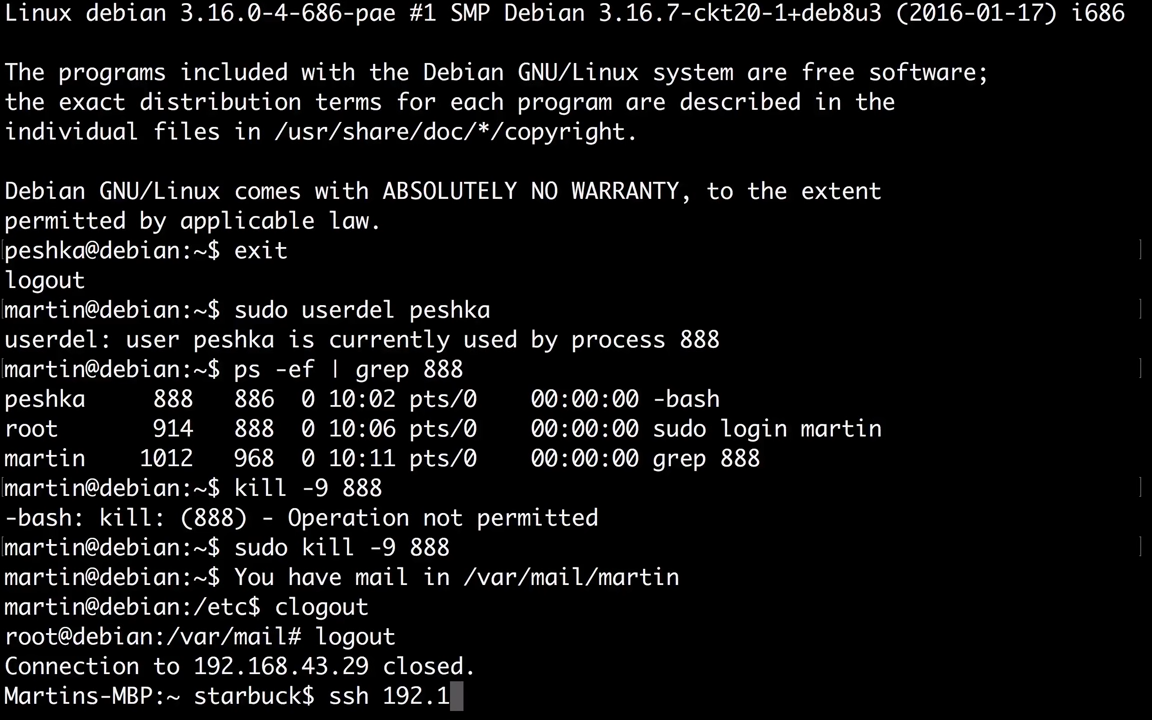 Linux debian 3.16.0-4-686-pae #1 SMP Debian 3.16.7-ckt20-1+deb8u3 (2016-01-17) i686
The programs included with the Debian GNU/Linux system are free software;
the exact distribution terms for each program are described in the
individual files in /usr/share/doc/*/copyright.
Debian GNU/Linux comes with ABSOLUTELY NO WARRANTY, to the extent
permitted by applicable law.
[peshka@debian:~$ exit ]
logout
[martin@debian:~$ sudo userdel peshka ]
userdel: user peshka is currently used by process 888
[martin@debian:~$ ps -ef | grep 888 ]
peshka 888 886 0 10:02 pts/0 00:00:00 -bash
root 914 888 0 10:06 pts/0 00:00:00 sudo login martin
martin 1012 968 0 10:11 pts/0 00:00:00 grep 888
[martin@debian:~$ kill -9 888 ]
-bash: kill: (888) - Operation not permitted
[martin@debian:~$ sudo kill -9 888 ]
martin@debian:~$ You have mail in /var/mail/martin
martin@debian:/etc$ clogout
root@debian:/var/mail# logout
Connection to 192.168.43.29 closed.
Martins-MBP:~ starbuck$ ssh 192.1